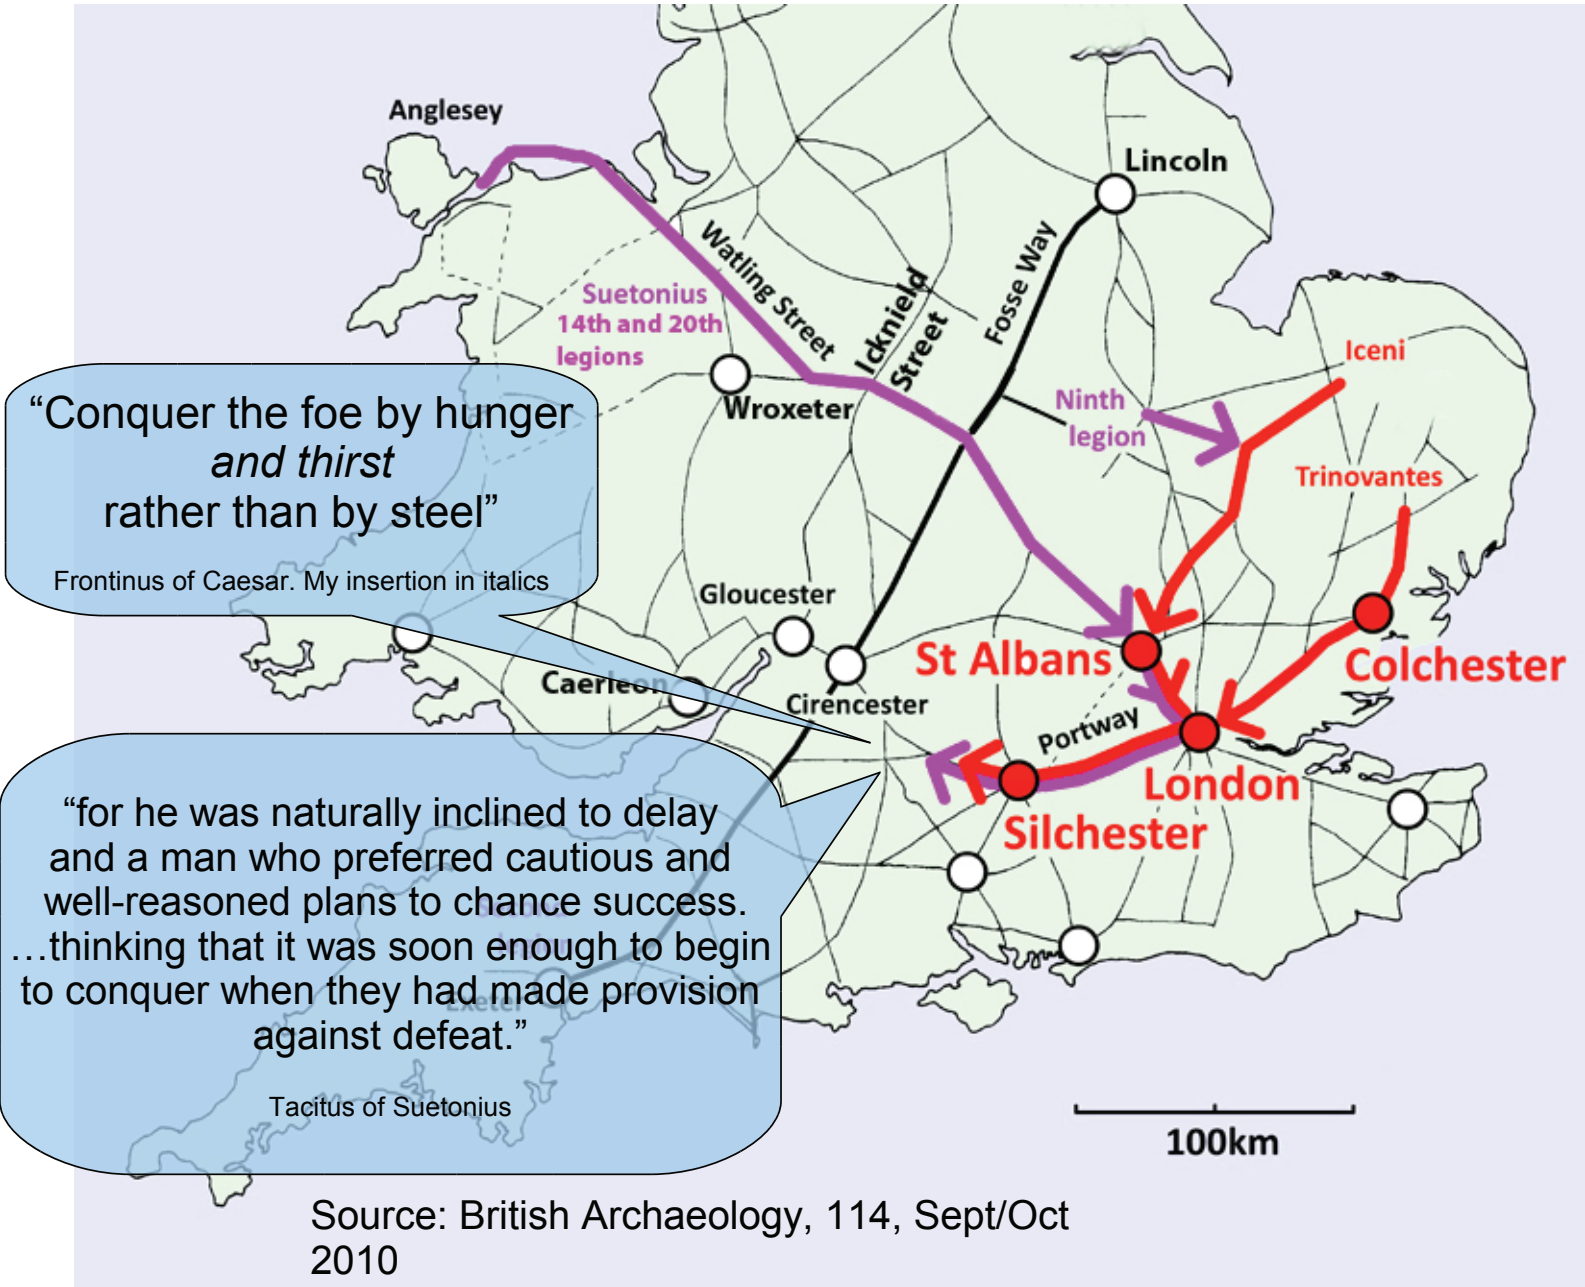 Anglesey
Lincoln
Watling Street
Icknield
Street
Fosse Way
Suetonius
14th and 20th
legions
Iceni
Wroxeter
Ninth
legion
Trinovantes
“Conquer the foe by hunger
and thirst
rather than by steel”
Frontinus of Caesar. My insertion in italics
Gloucester
St Albans
Colchester
Caerleon
Cirencester
Portway
London
Silchester
“for he was naturally inclined to delay
and a man who preferred cautious and
well-reasoned plans to chance success.
…thinking that it was soon enough to begin
to conquer when they had made provision
against defeat.”
Tacitus of Suetonius
legion
Exeter
100km
Source: British Archaeology, 114, Sept/Oct
2010